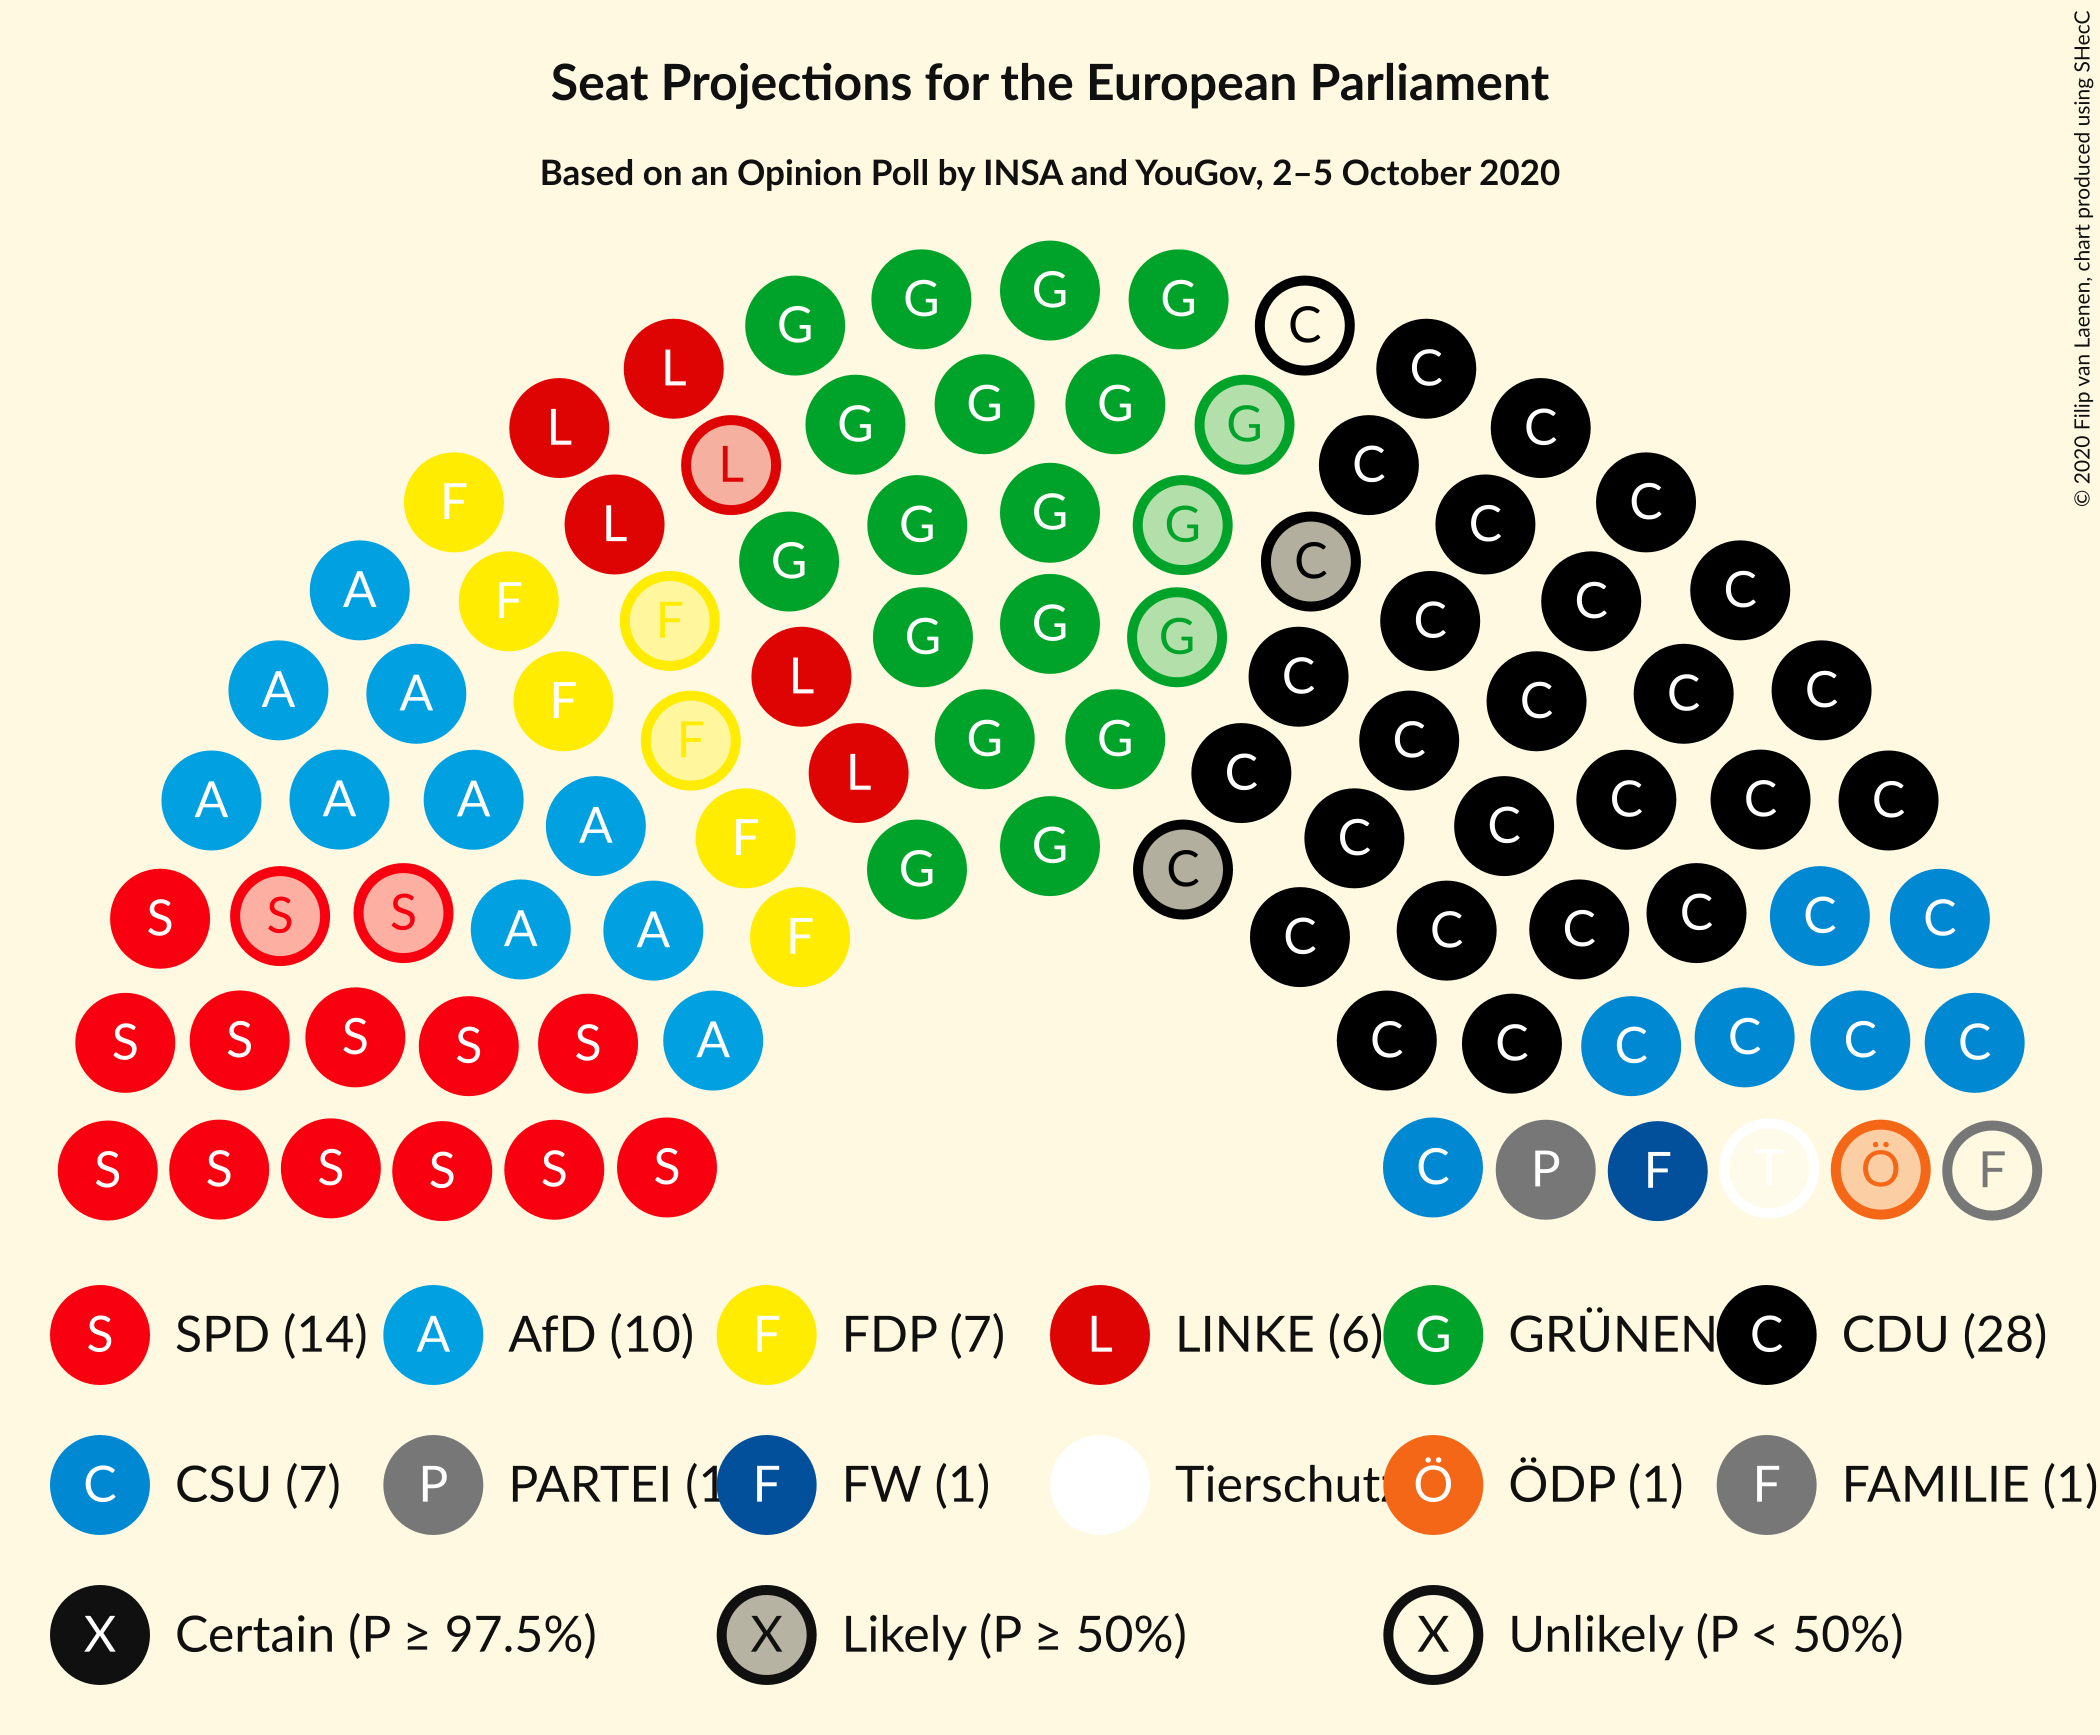 Seat Projections for the European Parliament
Based on an Opinion Poll by INSA and YouGov, 2–5 October 2020
© 2020 Filip van Laenen, chart produced using SHecC
G G G G G C C
L G G G G C
L L C C
F L G G G G C C C
A F F G C C C
A A F F L G G G C C C C C
A A A A F L G G C C C C C C
S S S A A F G G C C C C C C C
S S S S S A C C C C C C
S S S S S S C P F T Ö F
S SPD (14) A AfD (10) F FDP (7) L LINKE (6) G GRÜNEN C CDU (28)
C CSU (7) P PARTEI (1 F FW (1) Tierschutz Ö ÖDP (1) F FAMILIE (1)
X Certain (P ≥ 97.5%) X Likely (P ≥ 50%) X Unlikely (P < 50%)